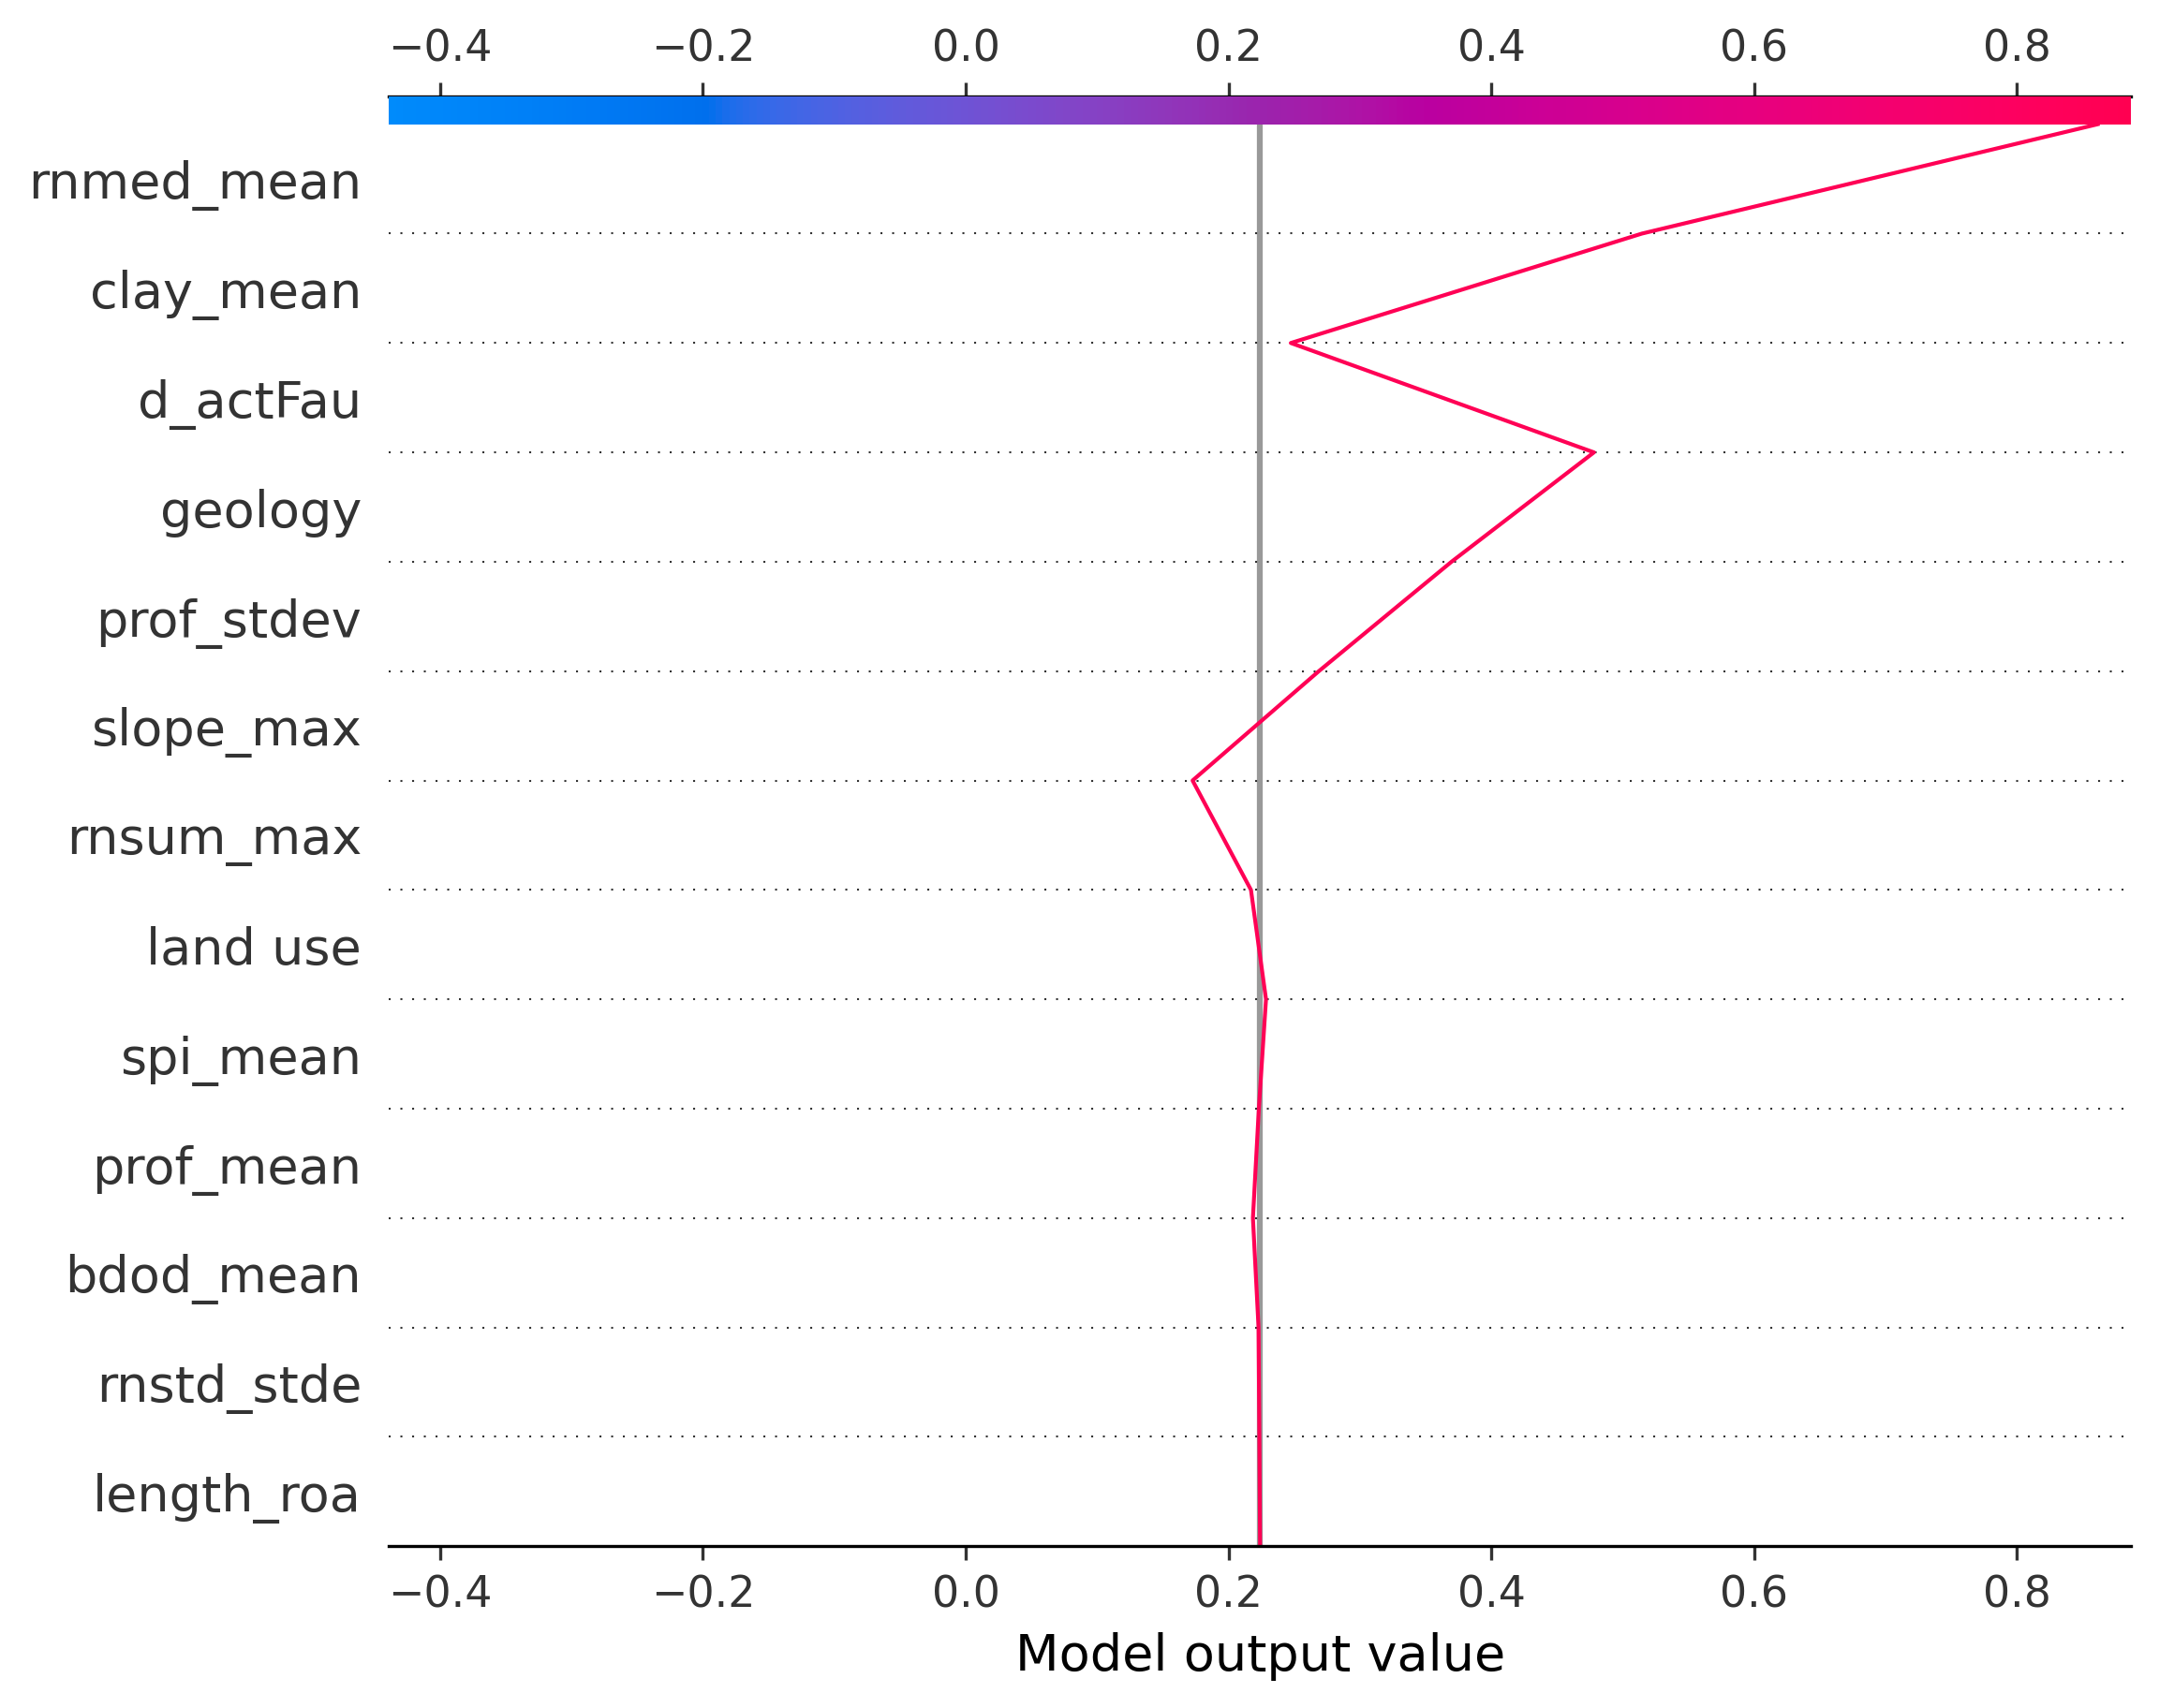 −0.4 −0.2 0.0 0.2 0.4 0.6 0.8
rnmed_mean
clay_mean
d_actFau
geology
prof_stdev
slope_max
rnsum_max
land use
spi_mean
prof_mean
bdod_mean
rnstd_stde
length_roa
−0.4 −0.2 0.0 0.2 0.4 0.6 0.8
Model output value